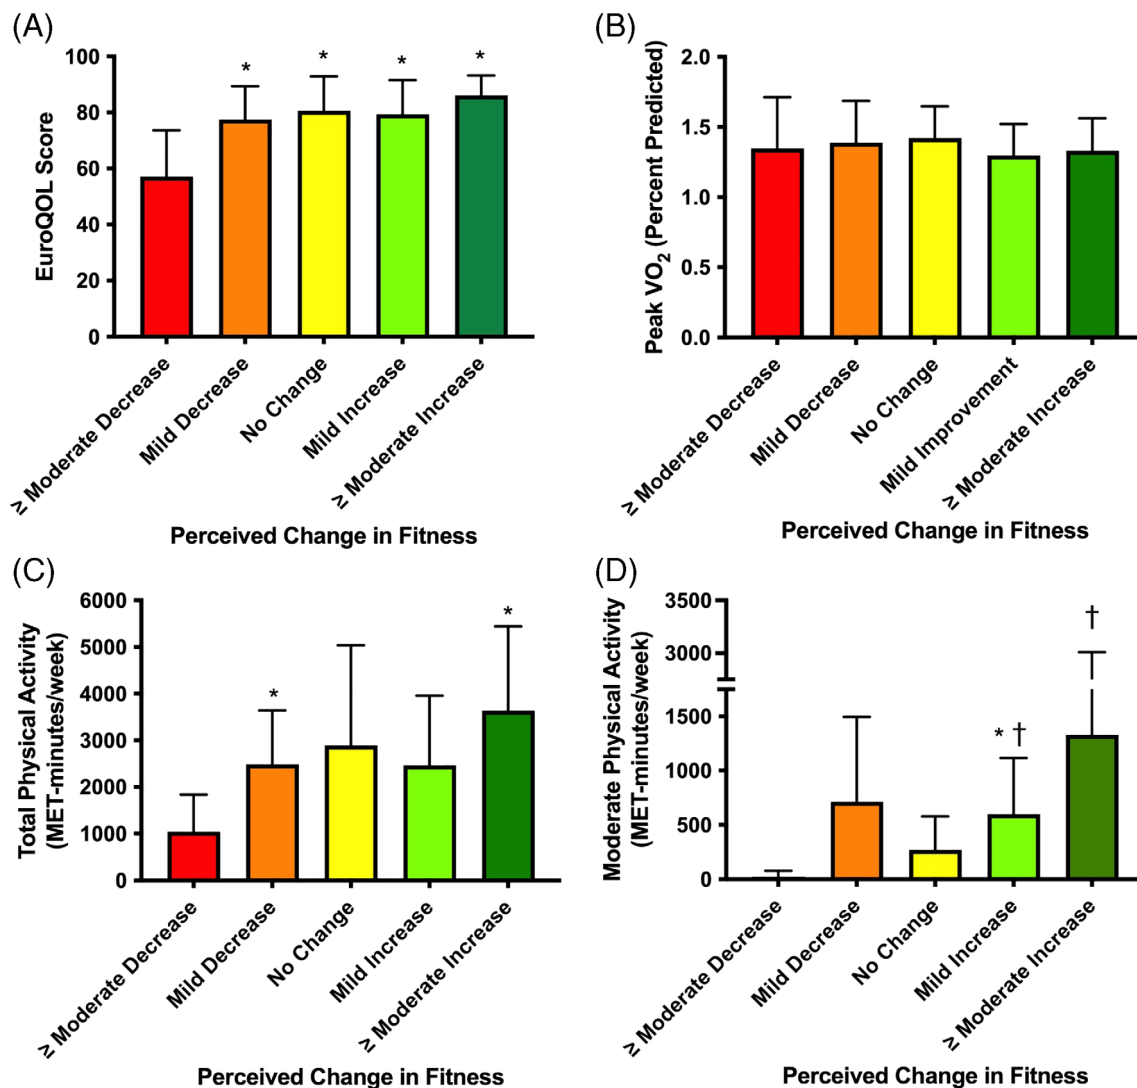 (A)
EuroQOL Score
100
80
60
40
20
0
* * * *
≥ Moderate Decrease
Mild Decrease
No Change
Mild Increase
≥ Moderate Increase
Perceived Change in Fitness
(B)
Peak VO₂ (Percent Predicted)
2.0
1.5
1.0
0.5
0.0
≥ Moderate Decrease
Mild Decrease
No Change
Mild Improvement
≥ Moderate Increase
Perceived Change in Fitness
(C)
Total Physical Activity
(MET-minutes/week)
6000
5000
4000
3000
2000
1000
0
* *
≥ Moderate Decrease
Mild Decrease
No Change
Mild Increase
≥ Moderate Increase
Perceived Change in Fitness
(D)
Moderate Physical Activity
(MET-minutes/week)
3500
3000
1500
1000
500
0
* †
†
≥ Moderate Decrease
Mild Decrease
No Change
Mild Increase
≥ Moderate Increase
Perceived Change in Fitness